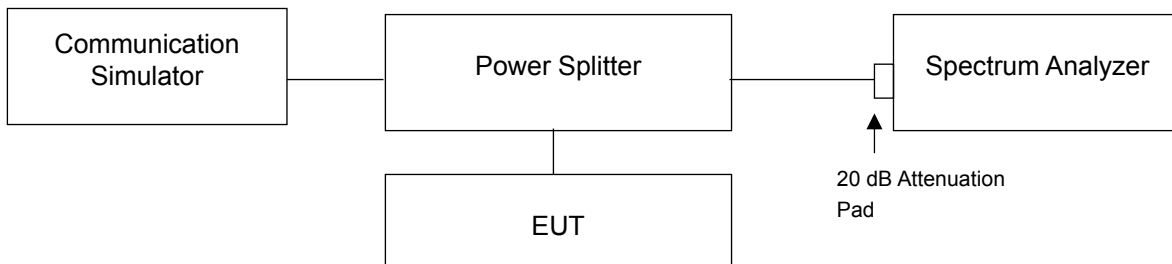 Communication
Simulator
Power Splitter
Spectrum Analyzer
20 dB Attenuation
Pad
EUT